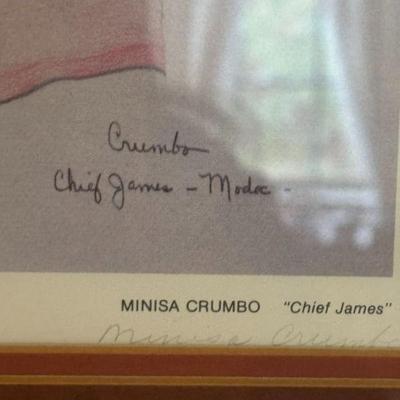 Crumbo
Chief James - Modoc -
MINISA CRUMBO "Chief James"
Minisa Crumbo